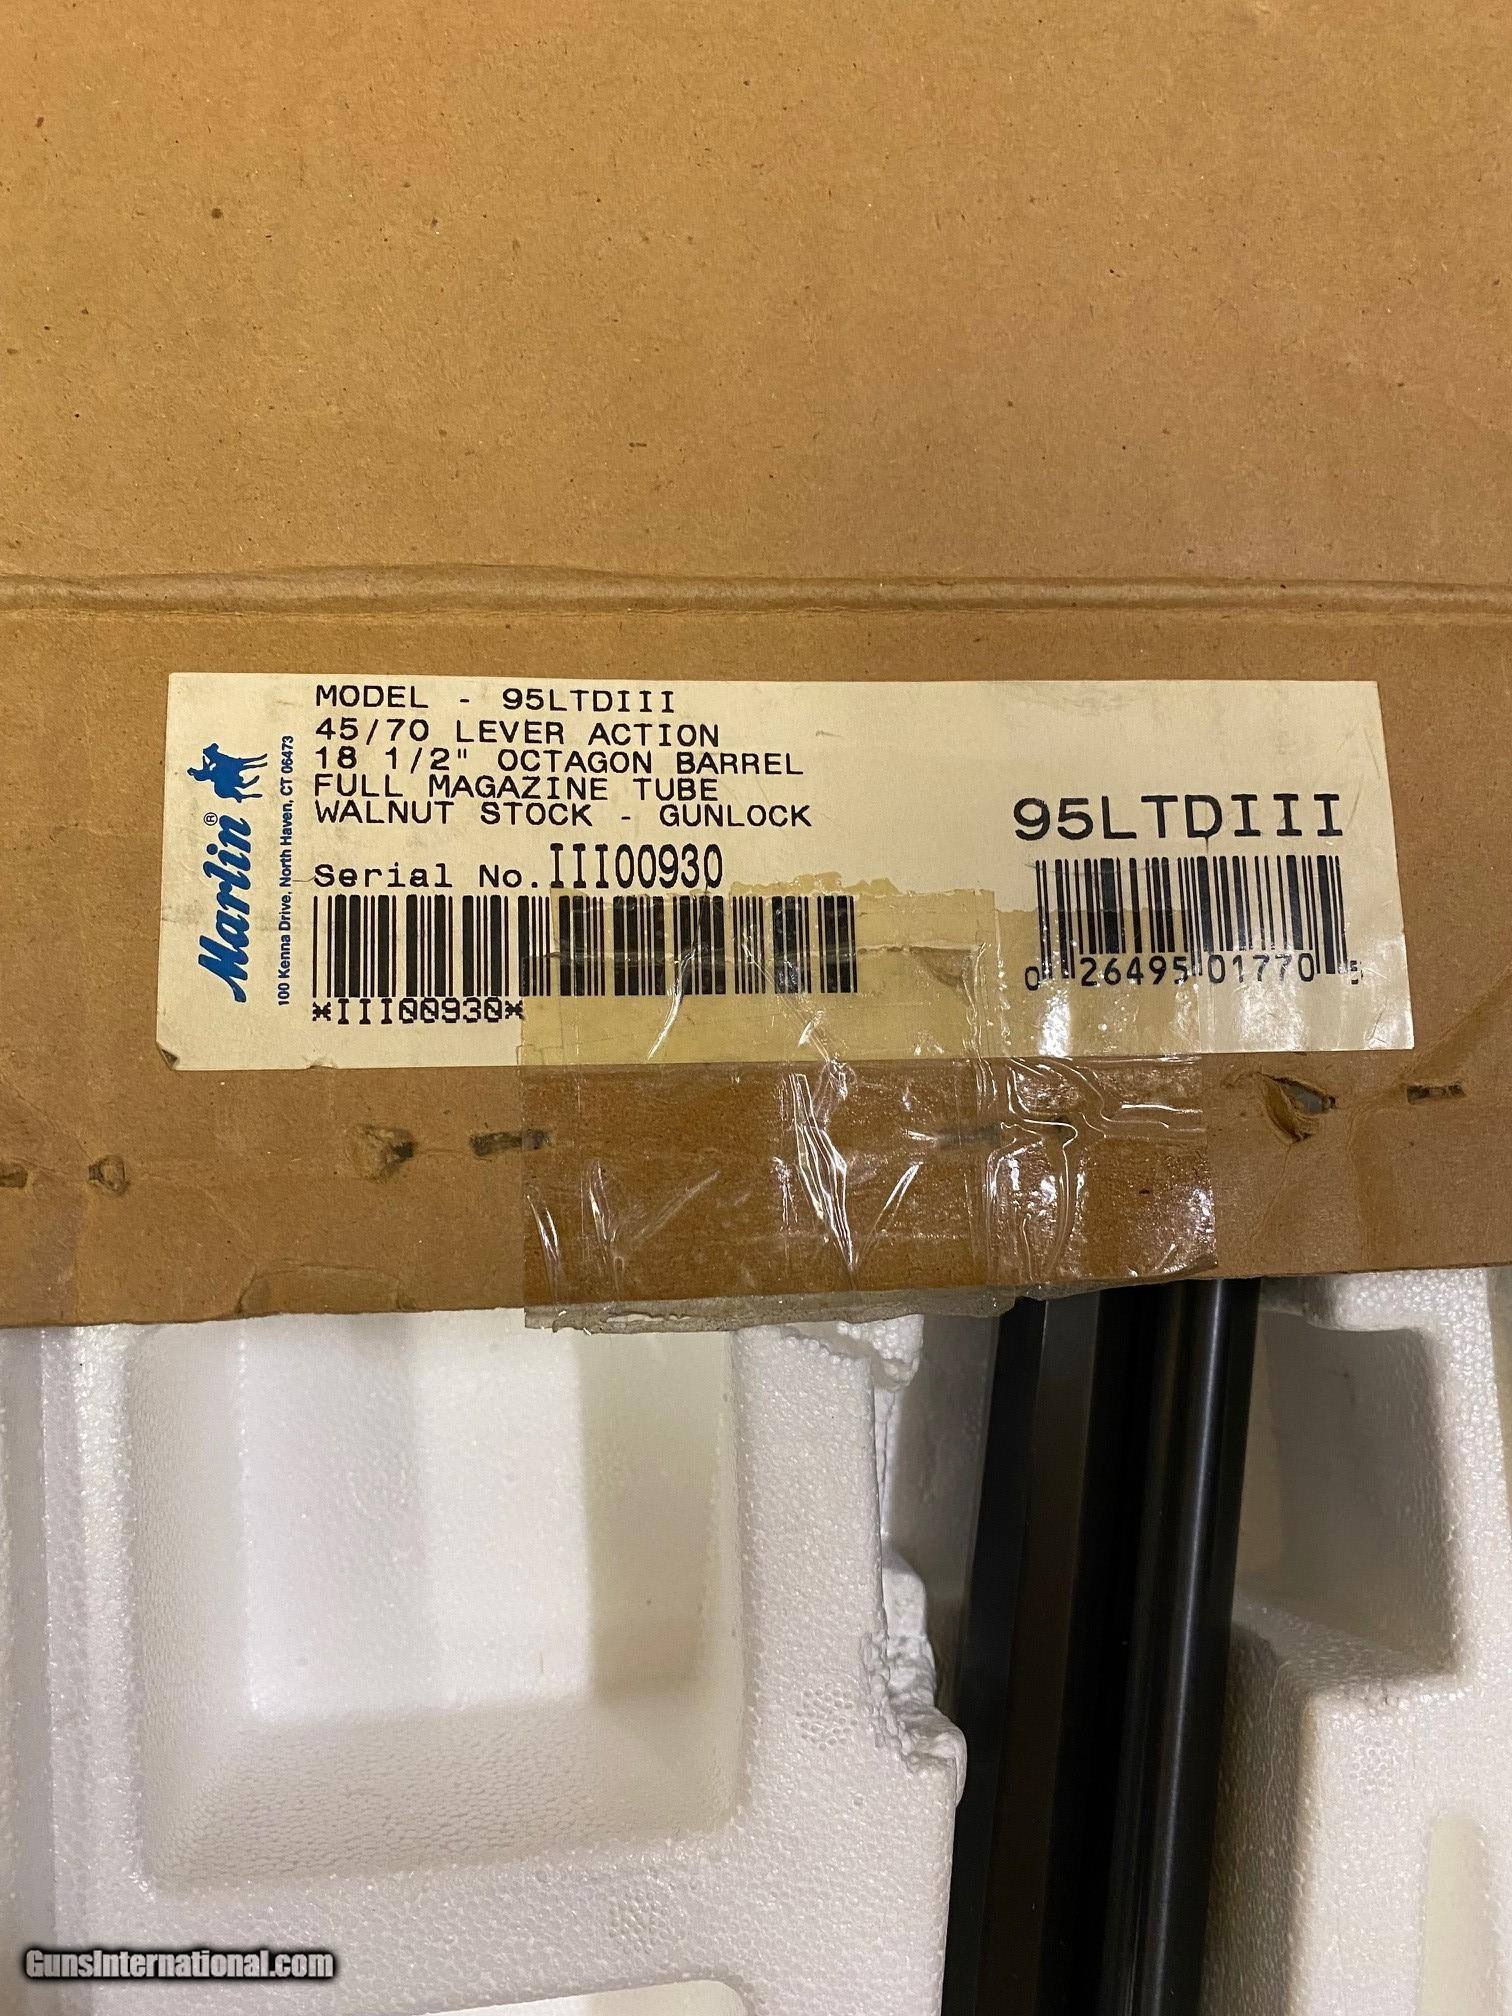 MODEL - 95LTDIII
45/70 LEVER ACTION
18 1/2" OCTAGON BARREL
FULL MAGAZINE TUBE
WALNUT STOCK - GUNLOCK
Serial No. III00930
*III00930*
Marlin®
100 Kenna Drive, North Haven, CT 06473
95LTDIII
0 26495 01770 5
GunsInternational.com